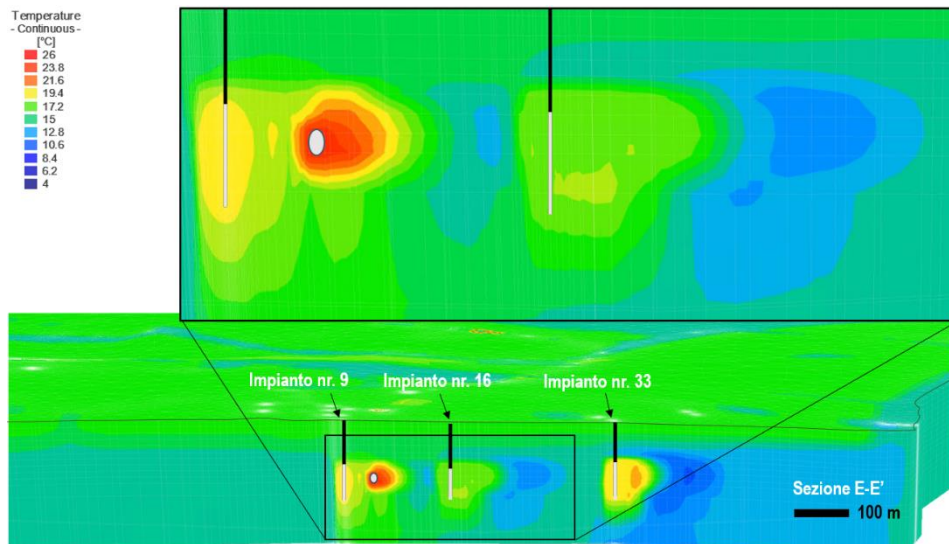 Temperature
- Continuous -
[°C]
26
23.8
21.6
19.4
17.2
15
12.8
10.6
8.4
6.2
4
Impianto nr. 9
Impianto nr. 16
Impianto nr. 33
Sezione E-E'
100 m